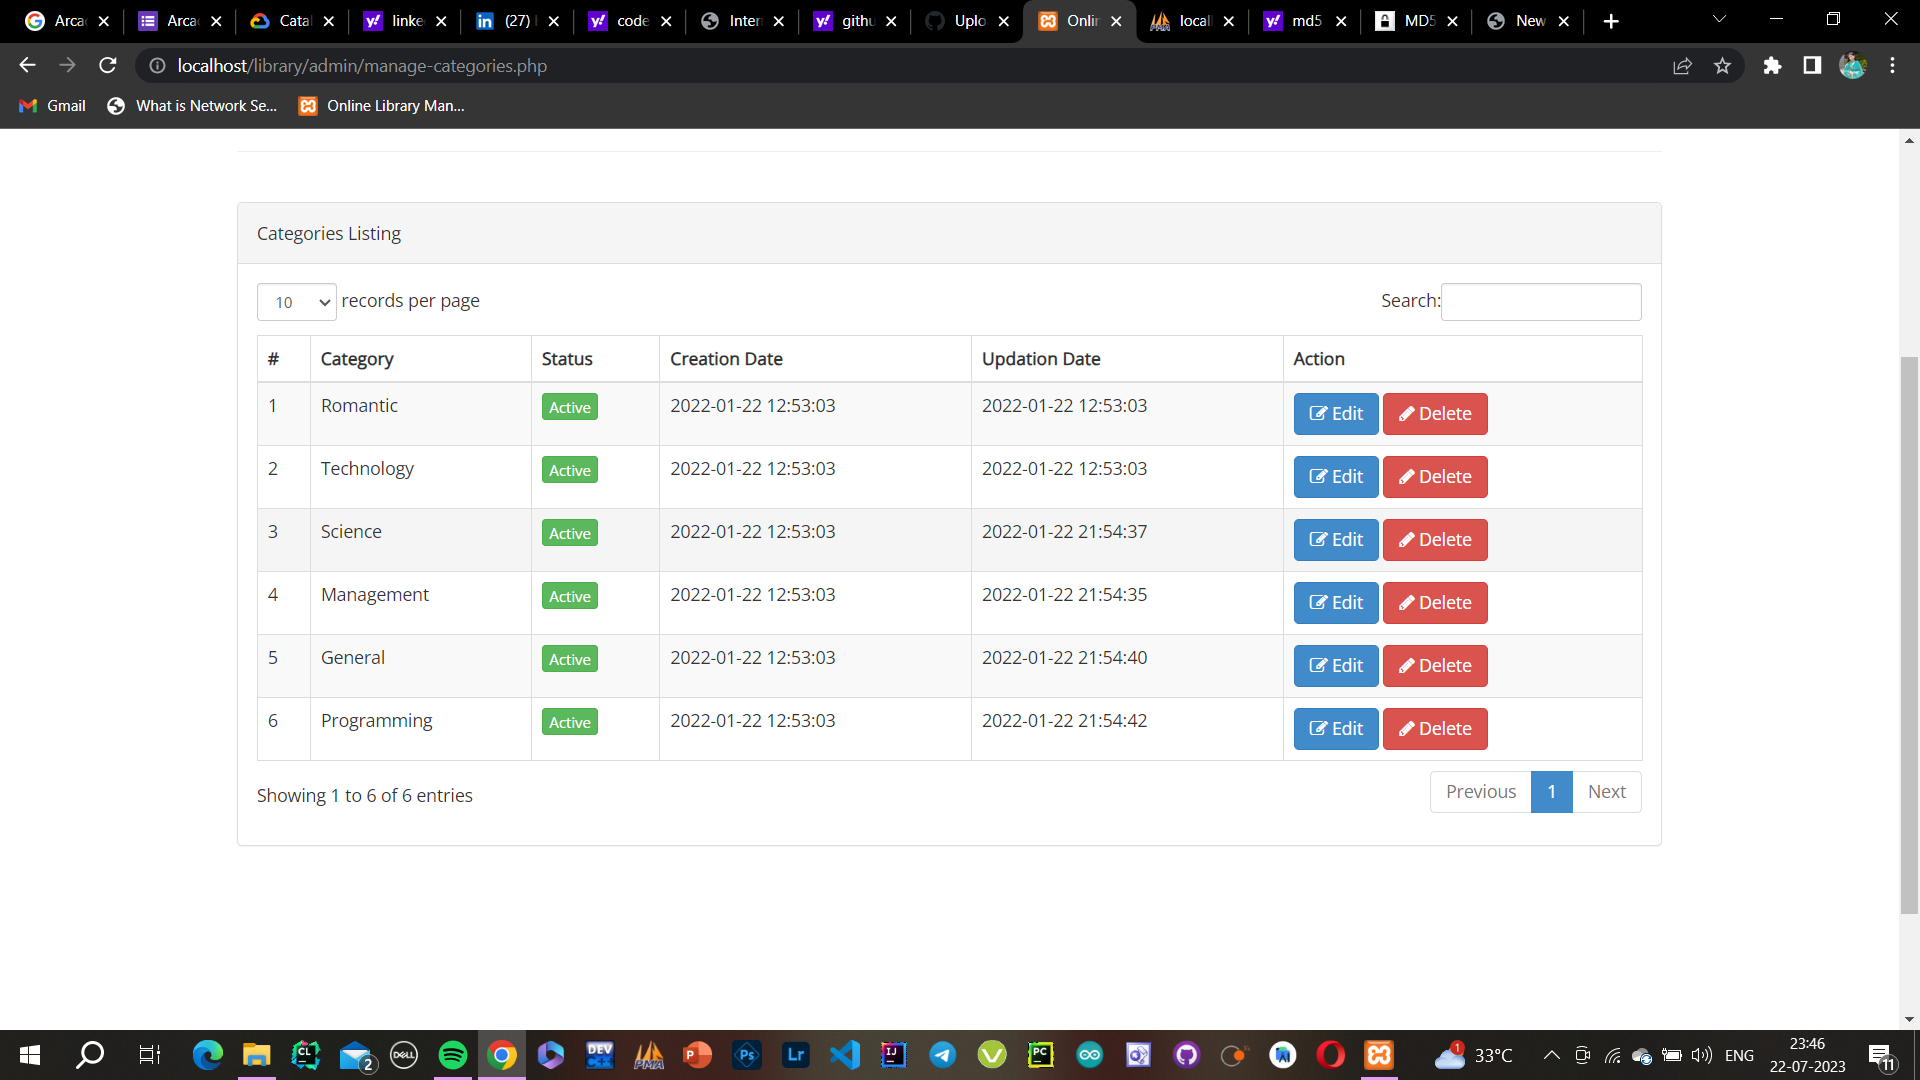 Arca
Arca
Catal
linke
(27)
code
Inter
githu
Uplo
Onlin
locall
md5
MD5
New
localhost/library/admin/manage-categories.php
Gmail
What is Network Se...
Online Library Man...
Categories Listing
10 records per page
Search:
# Category Status Creation Date Updation Date Action
1 Romantic Active 2022-01-22 12:53:03 2022-01-22 12:53:03 Edit Delete
2 Technology Active 2022-01-22 12:53:03 2022-01-22 12:53:03 Edit Delete
3 Science Active 2022-01-22 12:53:03 2022-01-22 21:54:37 Edit Delete
4 Management Active 2022-01-22 12:53:03 2022-01-22 21:54:35 Edit Delete
5 General Active 2022-01-22 12:53:03 2022-01-22 21:54:40 Edit Delete
6 Programming Active 2022-01-22 12:53:03 2022-01-22 21:54:42 Edit Delete
Showing 1 to 6 of 6 entries
Previous 1 Next
33°C
ENG
23:46
22-07-2023
11